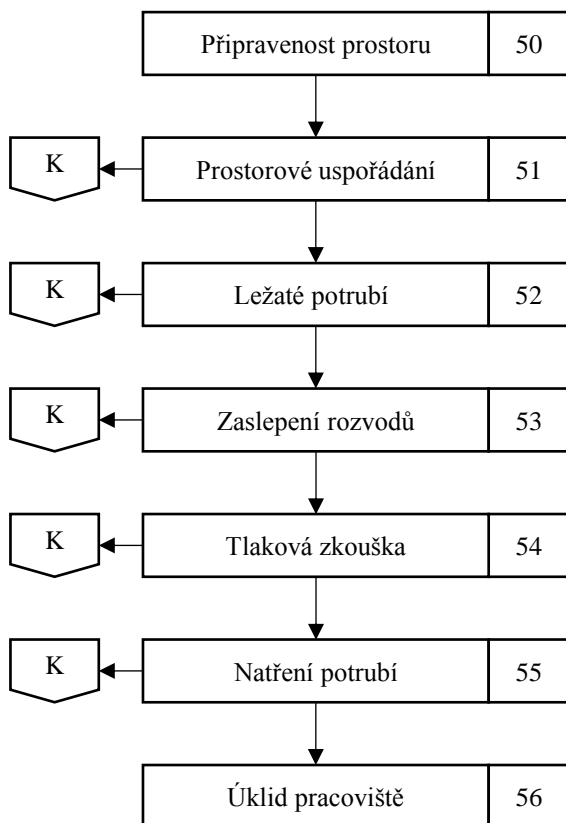 Připravenost prostoru 50
K Prostorové uspořádání 51
K Ležaté potrubí 52
K Zaslepení rozvodů 53
K Tlaková zkouška 54
K Natření potrubí 55
Úklid pracoviště 56